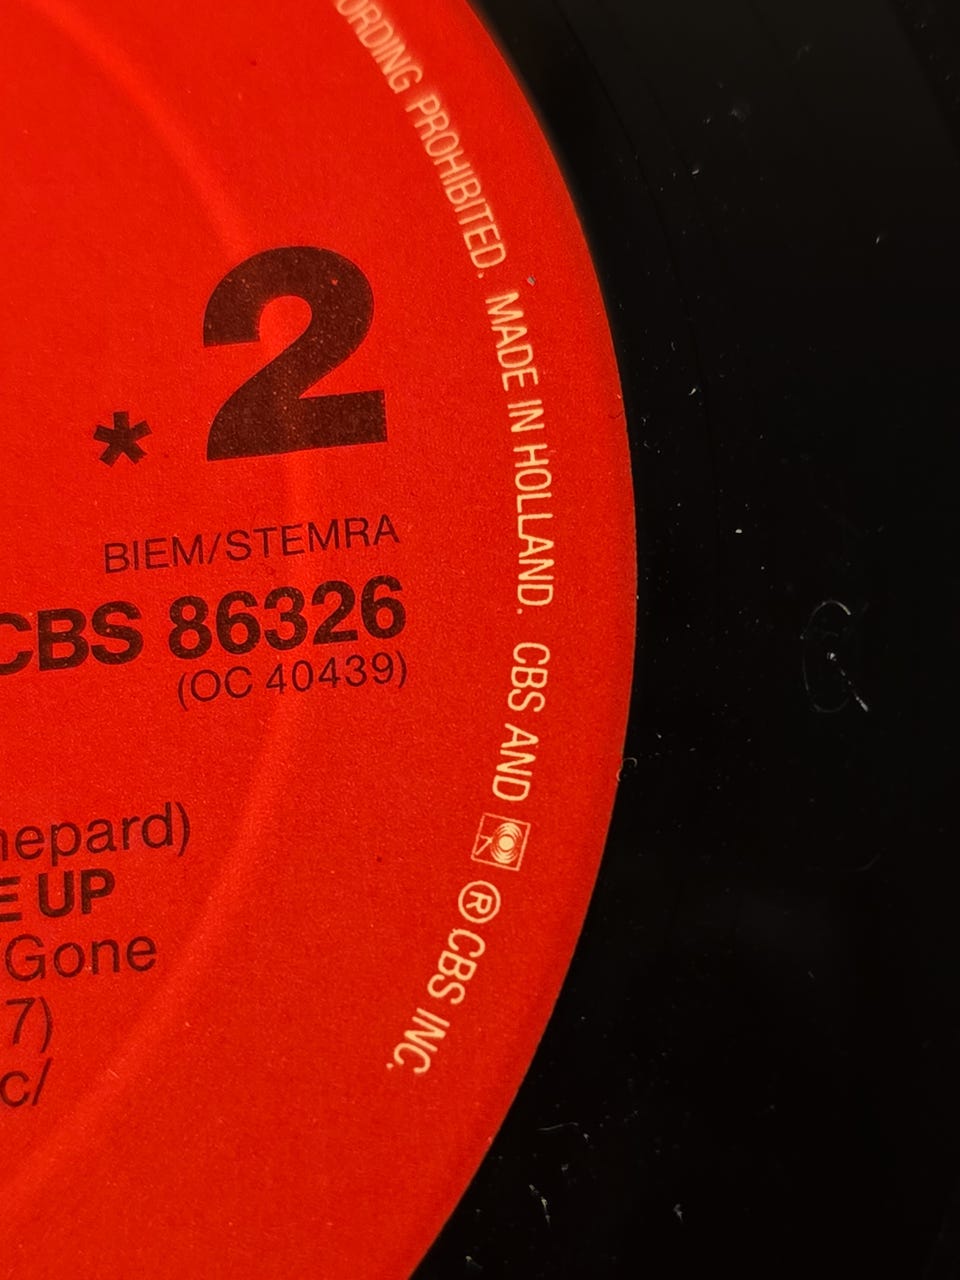 * 2
BIEM/STEMRA
CBS 86326
(OC 40439)
hepard)
E UP
/Gone
7)
c/
ORDING PROHIBITED. MADE IN HOLLAND. CBS AND ® CBS INC.